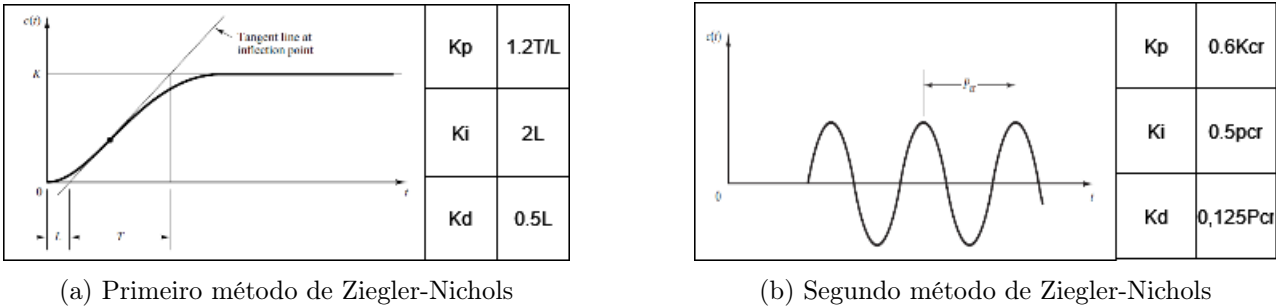 c(t)
Tangent line at
inflection point
K
0
t
L
T
Kp 1.2T/L
Ki 2L
Kd 0.5L
(a) Primeiro método de Ziegler-Nichols
c(t)
Pcr
0
t
Kp 0.6Kcr
Ki 0.5pcr
Kd 0,125Pcr
(b) Segundo método de Ziegler-Nichols